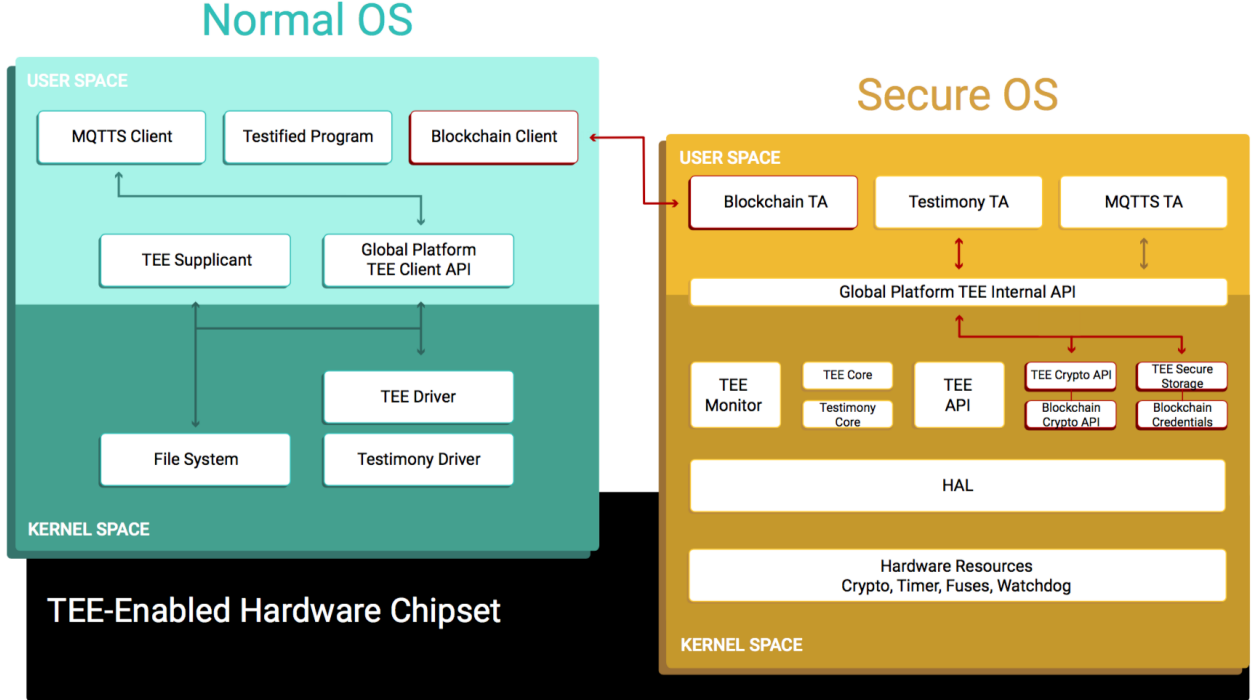 Normal OS
USER SPACE
MQTTS Client
Testified Program
Blockchain Client
TEE Supplicant
Global Platform
TEE Client API
TEE Driver
File System
Testimony Driver
KERNEL SPACE
TEE-Enabled Hardware Chipset
Secure OS
USER SPACE
Blockchain TA
Testimony TA
MQTTS TA
Global Platform TEE Internal API
TEE
Monitor
TEE Core
Testimony
Core
TEE
API
TEE Crypto API
Blockchain
Crypto API
TEE Secure
Storage
Blockchain
Credentials
HAL
Hardware Resources
Crypto, Timer, Fuses, Watchdog
KERNEL SPACE